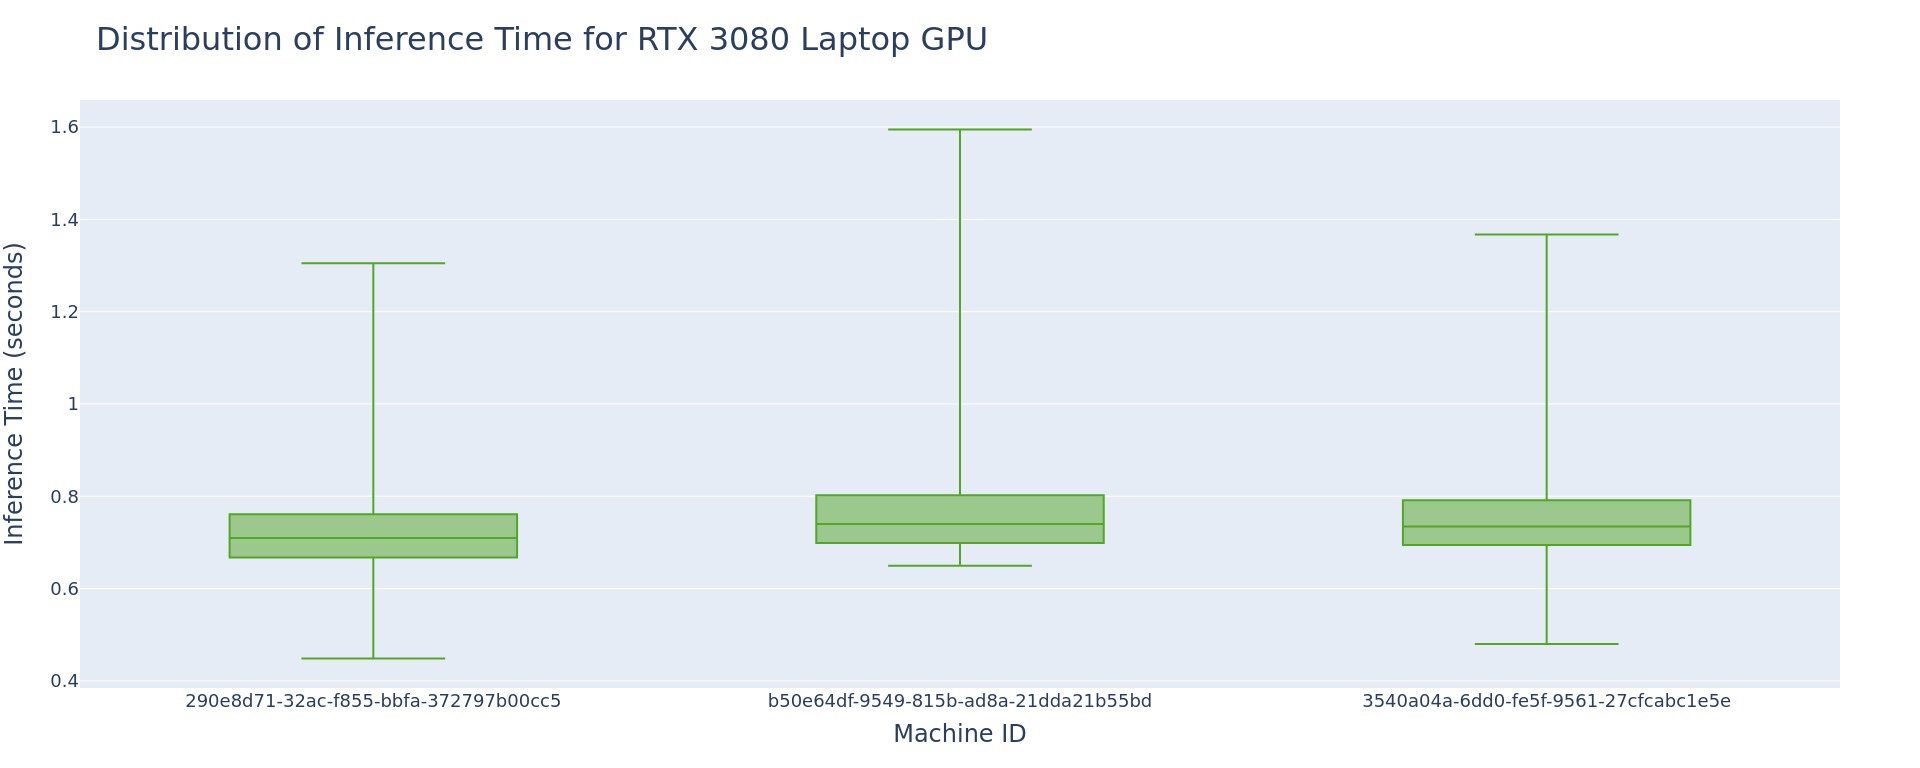 Distribution of Inference Time for RTX 3080 Laptop GPU
Inference Time (seconds)
1.6
1.4
1.2
1
0.8
0.6
0.4
290e8d71-32ac-f855-bbfa-372797b00cc5
b50e64df-9549-815b-ad8a-21dda21b55bd
3540a04a-6dd0-fe5f-9561-27cfcabc1e5e
Machine ID